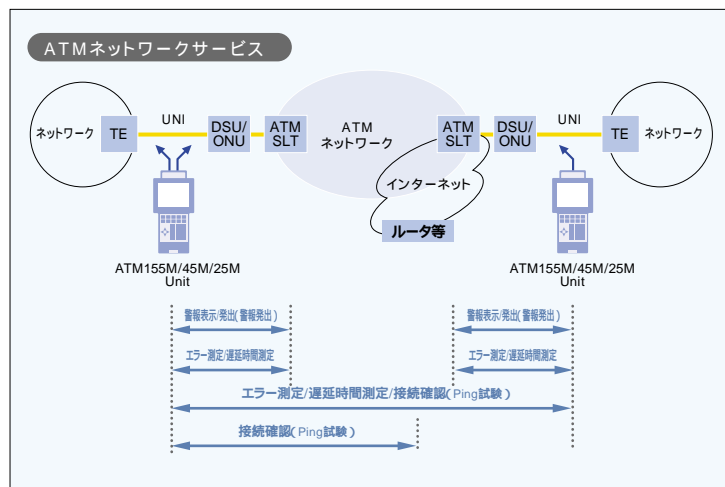 ATMネットワークサービス
ネットワーク
TE
UNI
DSU/
ONU
ATM
SLT
ATM
ネットワーク
ATM
SLT
DSU/
ONU
UNI
TE
ネットワーク
インターネット
ルータ等
ATM155M/45M/25M
Unit
ATM155M/45M/25M
Unit
警報表示/発出(警報発出)
警報表示/発出(警報発出)
エラー測定/遅延時間測定
エラー測定/遅延時間測定
エラー測定/遅延時間測定/接続確認(Ping試験)
接続確認(Ping試験)